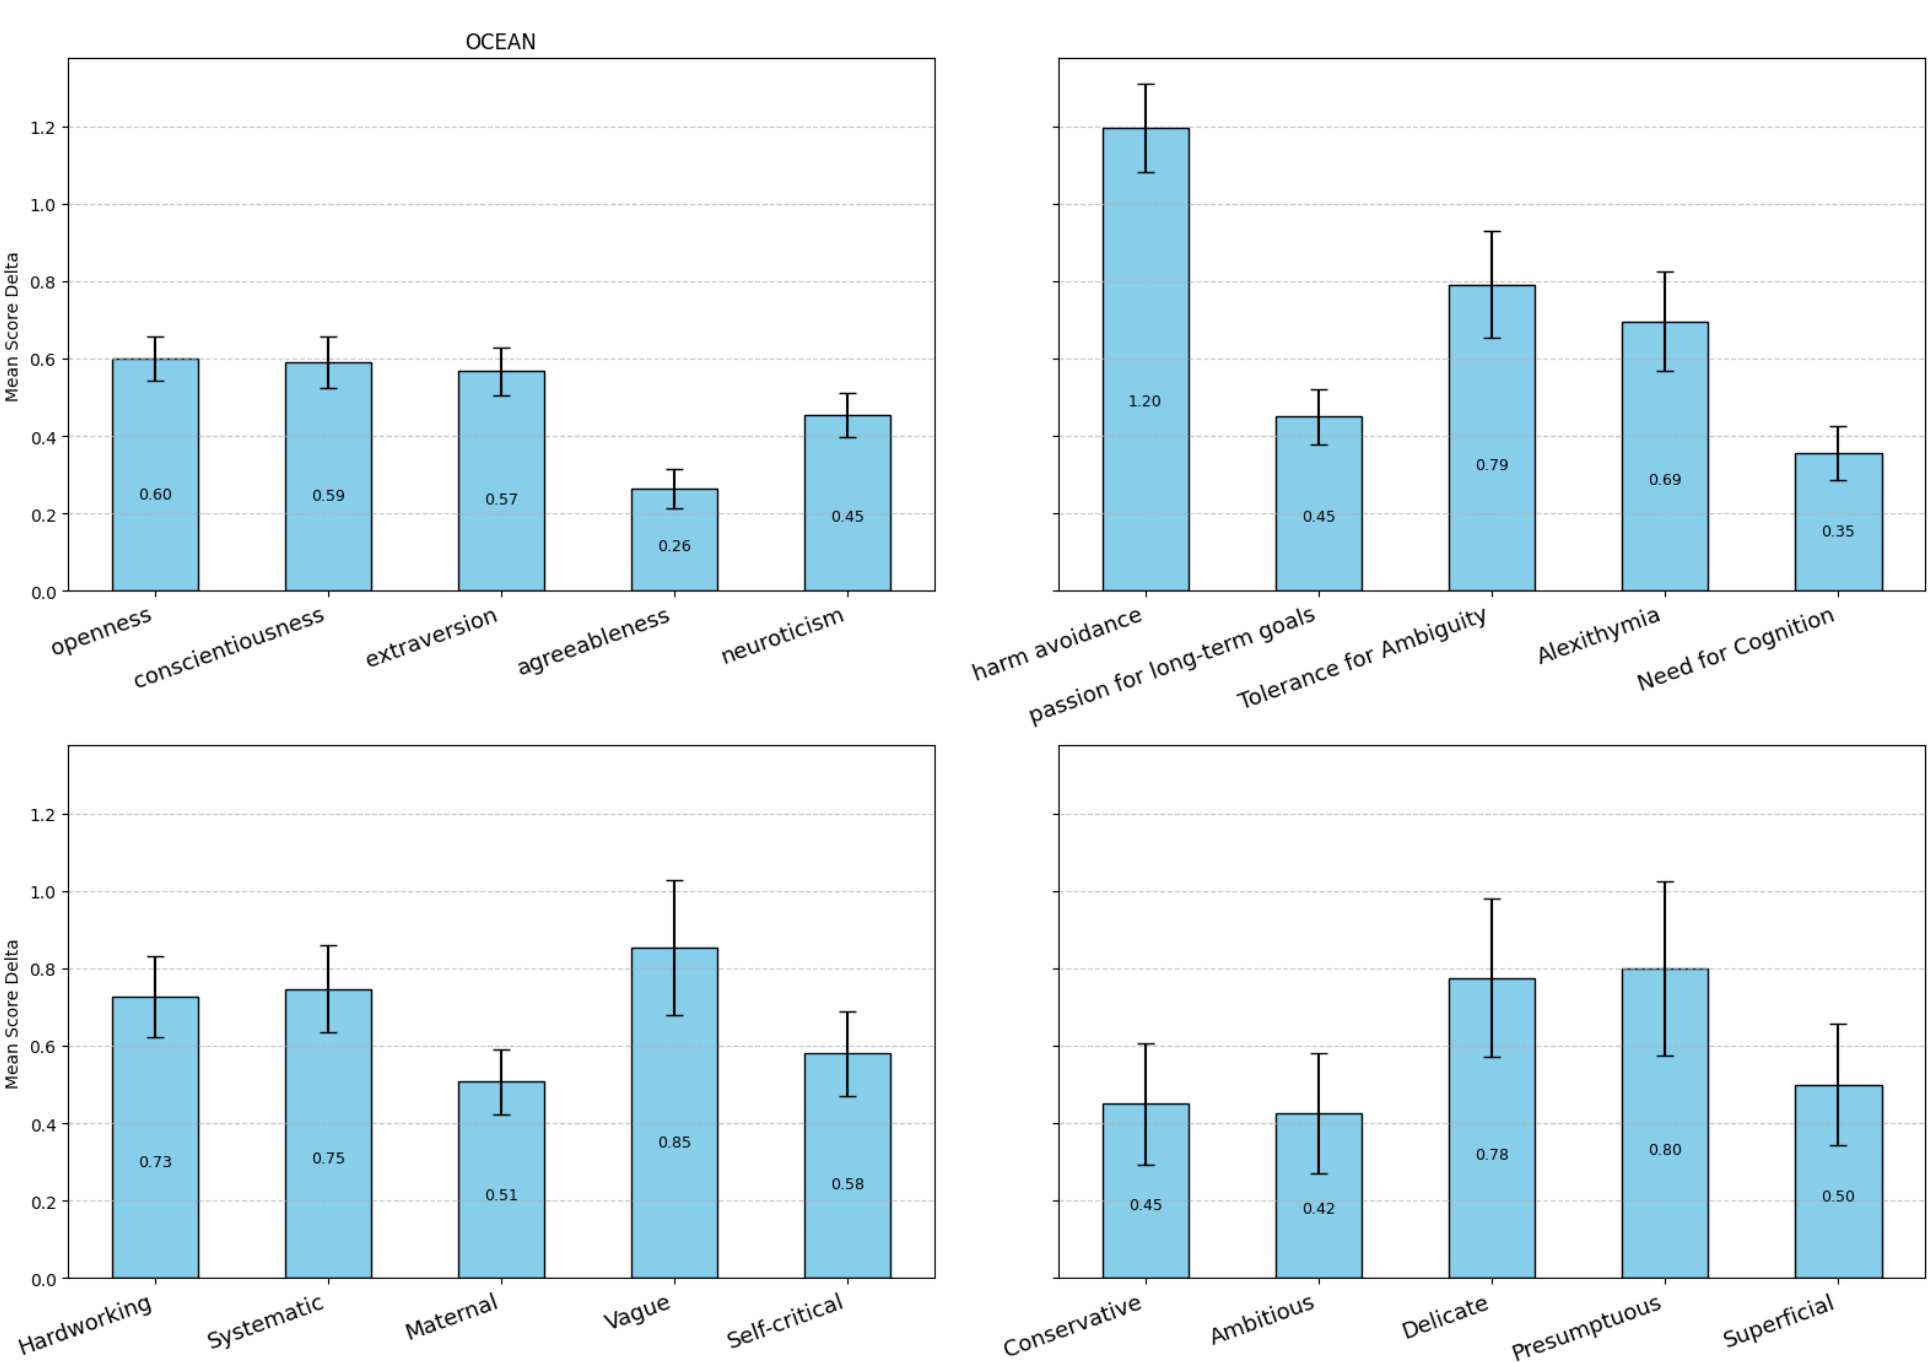 OCEAN
Mean Score Delta
1.2
1.0
0.8
0.6
0.4
0.2
0.0
0.60
0.59
0.57
0.26
0.45
openness
conscientiousness
extraversion
agreeableness
neuroticism
1.20
0.45
0.79
0.69
0.35
harm avoidance
passion for long-term goals
Tolerance for Ambiguity
Alexithymia
Need for Cognition
Mean Score Delta
1.2
1.0
0.8
0.6
0.4
0.2
0.0
0.73
0.75
0.51
0.85
0.58
Hardworking
Systematic
Maternal
Vague
Self-critical
0.45
0.42
0.78
0.80
0.50
Conservative
Ambitious
Delicate
Presumptuous
Superficial